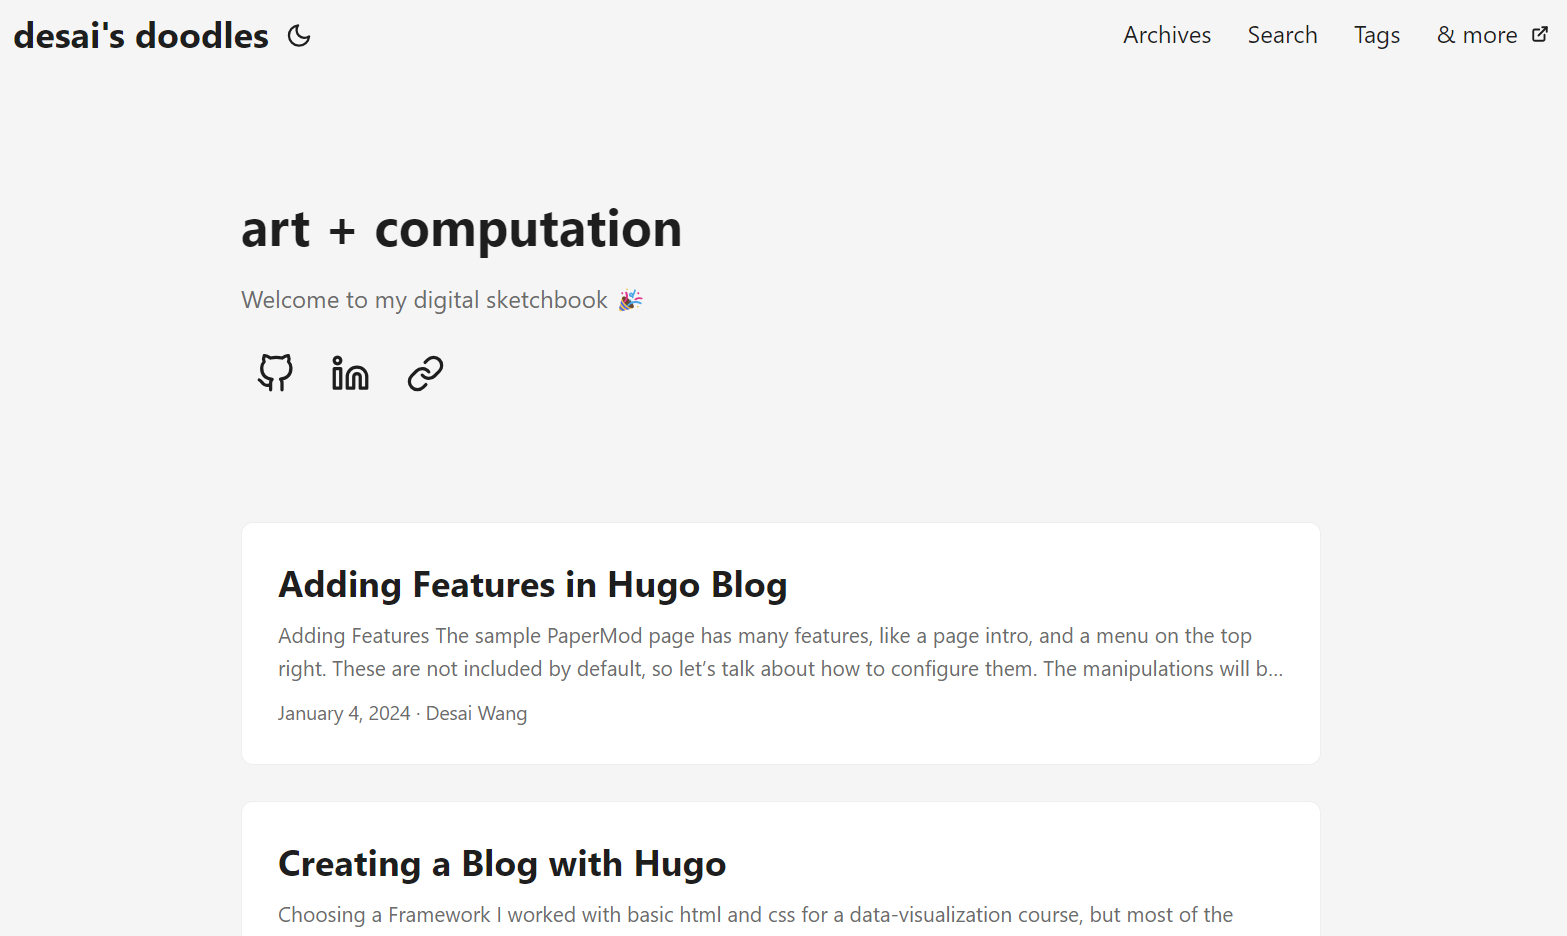 desai's doodles
Archives
Search
Tags
& more
art + computation
Welcome to my digital sketchbook 🎉
Adding Features in Hugo Blog
Adding Features The sample PaperMod page has many features, like a page intro, and a menu on the top
right. These are not included by default, so let’s talk about how to configure them. The manipulations will b…
January 4, 2024 · Desai Wang
Creating a Blog with Hugo
Choosing a Framework I worked with basic html and css for a data-visualization course, but most of the